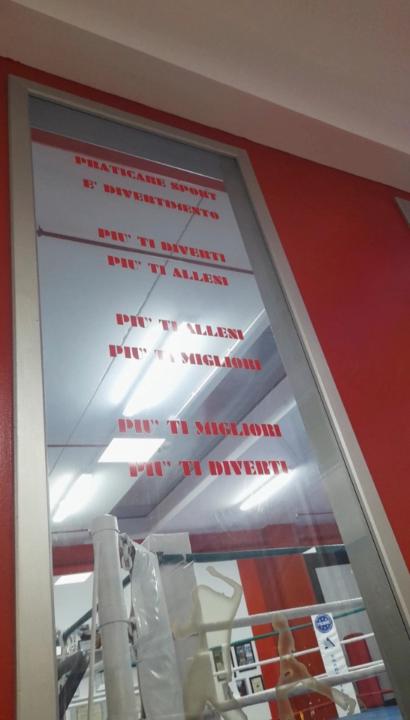 PRATICARE SPORT
E' DIVERTIMENTO
PIU' TI DIVERTI
PIU' TI ALLENI
PIU' TI ALLENI
PIU' TI MIGLIORI
PIU' TI MIGLIORI
PIU' TI DIVERTI